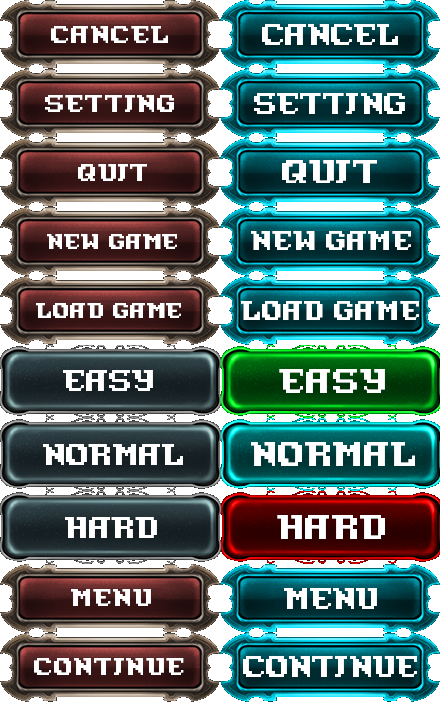 CANCEL CANCEL
SETTING SETTING
QUIT QUIT
NEW GAME NEW GAME
LOAD GAME LOAD GAME
EASY EASY
NORMAL NORMAL
HARD HARD
MENU MENU
CONTINUE CONTINUE